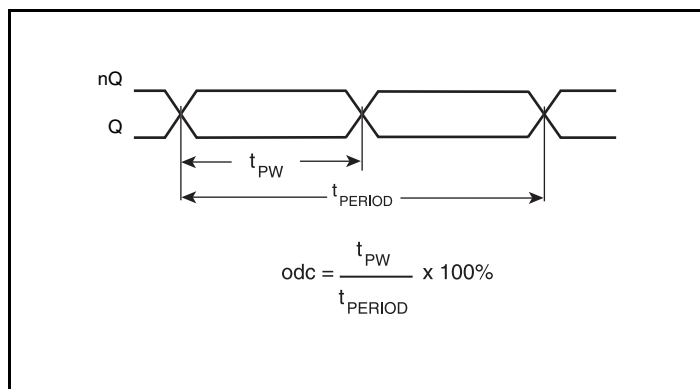 nQ
Q
tPW
tPERIOD
odc = tPW / tPERIOD x 100%